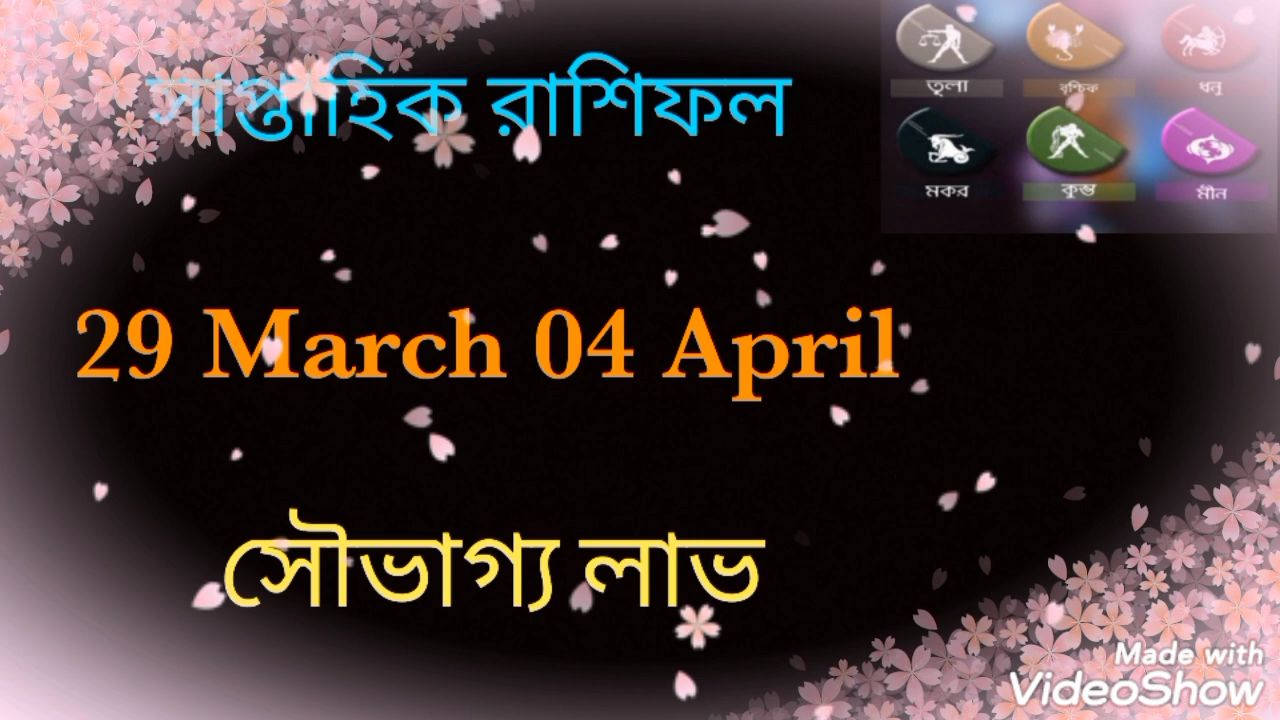 সাপ্তাহিক রাশিফল
তুলা বৃশ্চিক ধনু
মকর কুম্ভ মীন
29 March 04 April
সৌভাগ্য লাভ
Made with
VideoShow